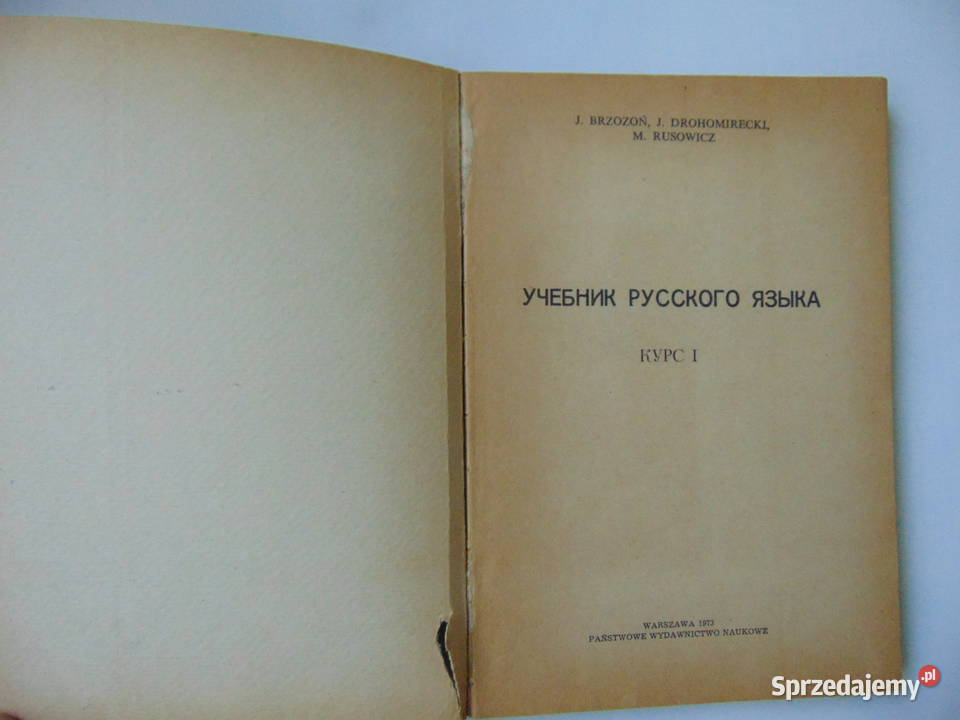 J. BRZOZOŃ, J. DROHOMIRECKI,
M. RUSOWICZ
УЧЕБНИК РУССКОГО ЯЗЫКА
КУРС I
WARSZAWA 1973
PAŃSTWOWE WYDAWNICTWO NAUKOWE
Sprzedajemy.pl